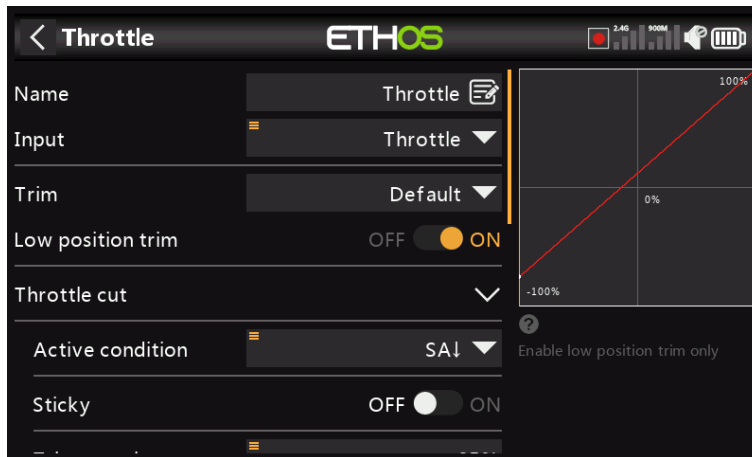 Throttle
ETHOS
2.4G 900M
Name
Throttle
Input
Throttle
Trim
Default
Low position trim
OFF ON
Throttle cut
Active condition
SA↓
Sticky
OFF ON
100%
0%
-100%
?
Enable low position trim only